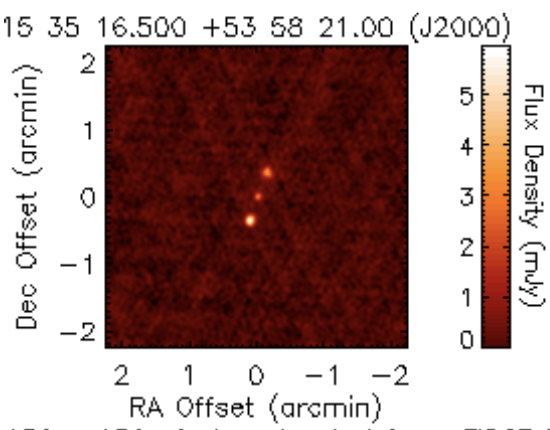 15 35 16.500 +53 58 21.00 (J2000)
Dec Offset (arcmin)
2
1
0
−1
−2
2 1 0 −1 −2
RA Offset (arcmin)
5
4
3
2
1
0
Flux Density (mJy)